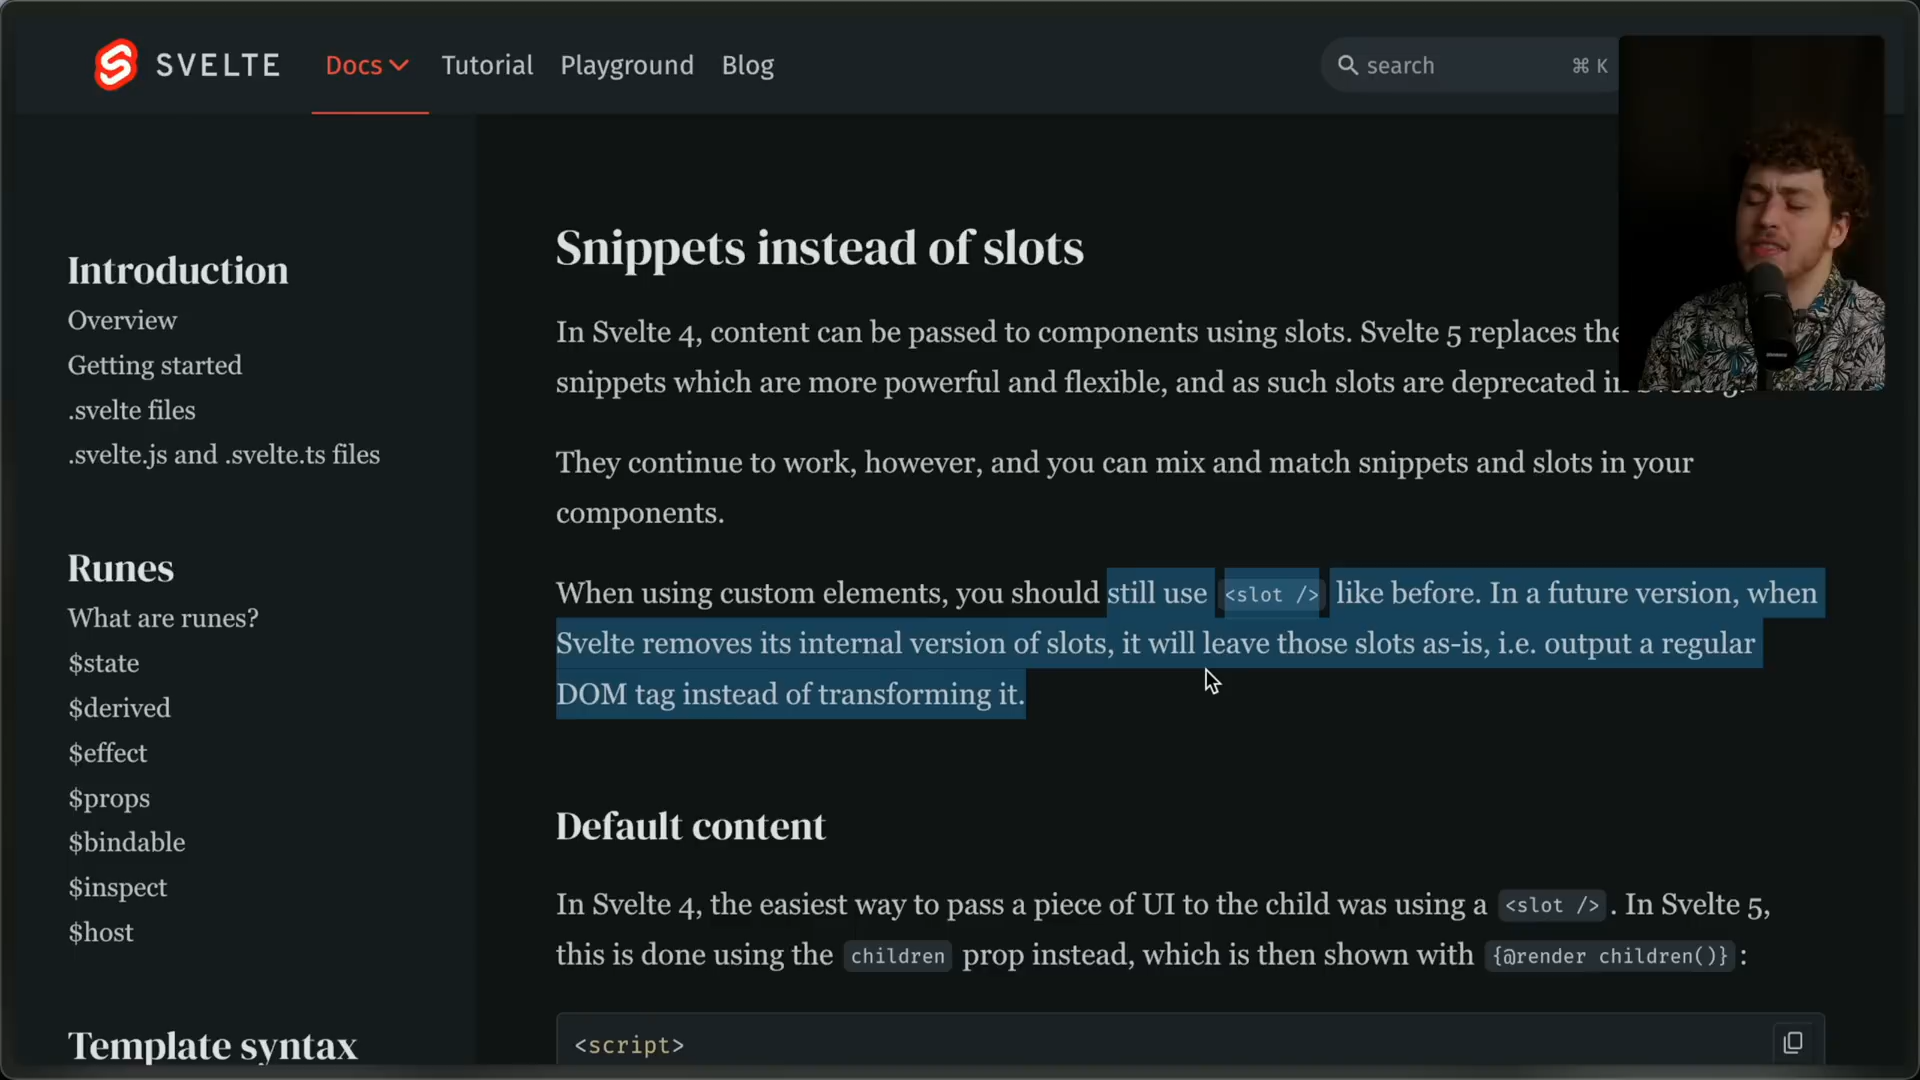 SVELTE
Docs
Tutorial
Playground
Blog
search
⌘ K
Introduction
Overview
Getting started
.svelte files
.svelte.js and .svelte.ts files
Runes
What are runes?
$state
$derived
$effect
$props
$bindable
$inspect
$host
Template syntax
Snippets instead of slots
In Svelte 4, content can be passed to components using slots. Svelte 5 replaces the
snippets which are more powerful and flexible, and as such slots are deprecated in
They continue to work, however, and you can mix and match snippets and slots in your
components.
When using custom elements, you should still use <slot /> like before. In a future version, when
Svelte removes its internal version of slots, it will leave those slots as-is, i.e. output a regular
DOM tag instead of transforming it.
Default content
In Svelte 4, the easiest way to pass a piece of UI to the child was using a <slot /> . In Svelte 5,
this is done using the children prop instead, which is then shown with {@render children()} :
<script>